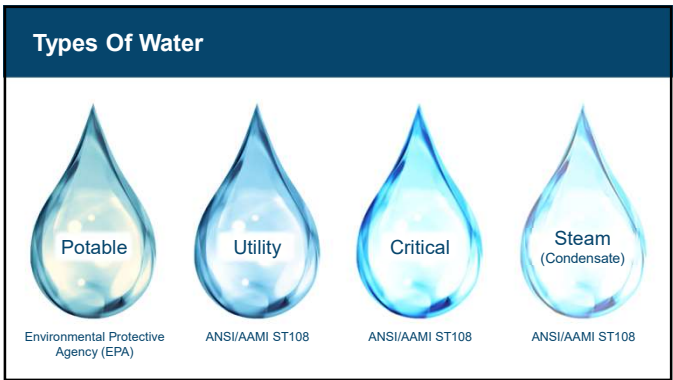 Types Of Water
Potable
Utility
Critical
Steam
(Condensate)
Environmental Protective
Agency (EPA)
ANSI/AAMI ST108
ANSI/AAMI ST108
ANSI/AAMI ST108